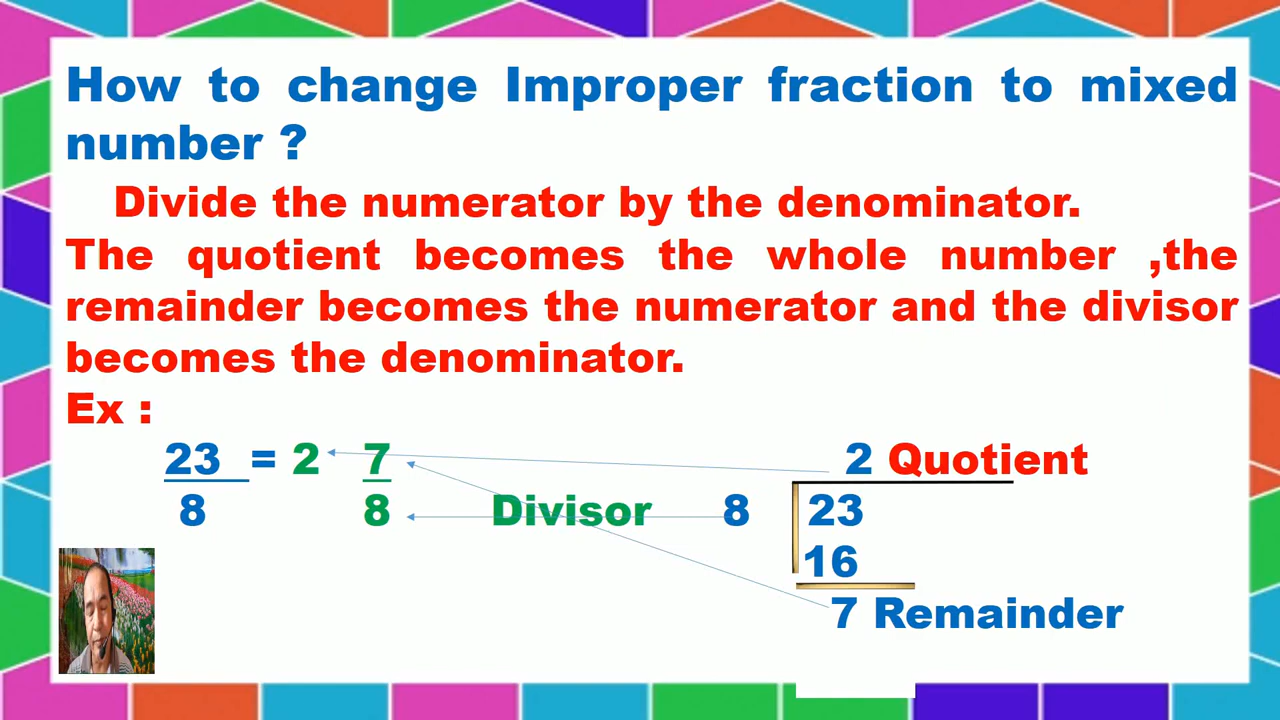 How to change Improper fraction to mixed
number ?
Divide the numerator by the denominator.
The quotient becomes the whole number ,the
remainder becomes the numerator and the divisor
becomes the denominator.
Ex :
23 = 2 7 2 Quotient
8 8 Divisor 8 23
16
7 Remainder